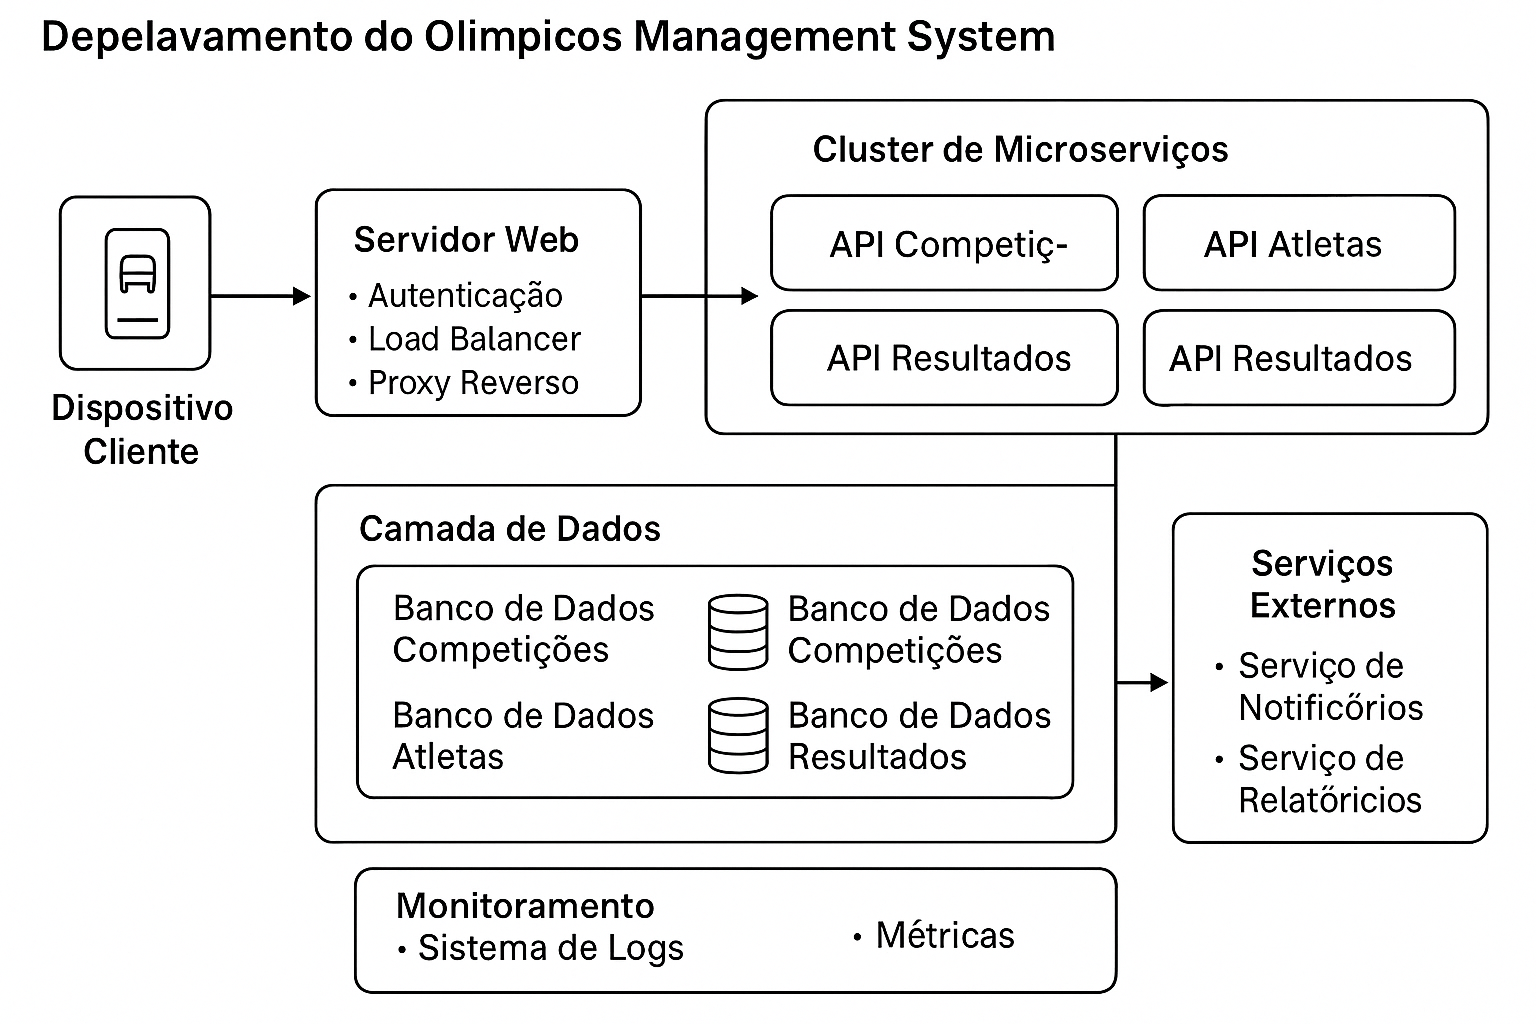 Depelavamento do Olimpicos Management System
Dispositivo
Cliente
Servidor Web
• Autenticação
• Load Balancer
• Proxy Reverso
Cluster de Microserviços
API Competiç-
API Atletas
API Resultados
API Resultados
Camada de Dados
Banco de Dados
Competições
Banco de Dados
Competições
Banco de Dados
Atletas
Banco de Dados
Resultados
Serviços
Externos
• Serviço de
Notificőrios
• Serviço de
Relatőricios
Monitoramento
• Sistema de Logs
• Métricas